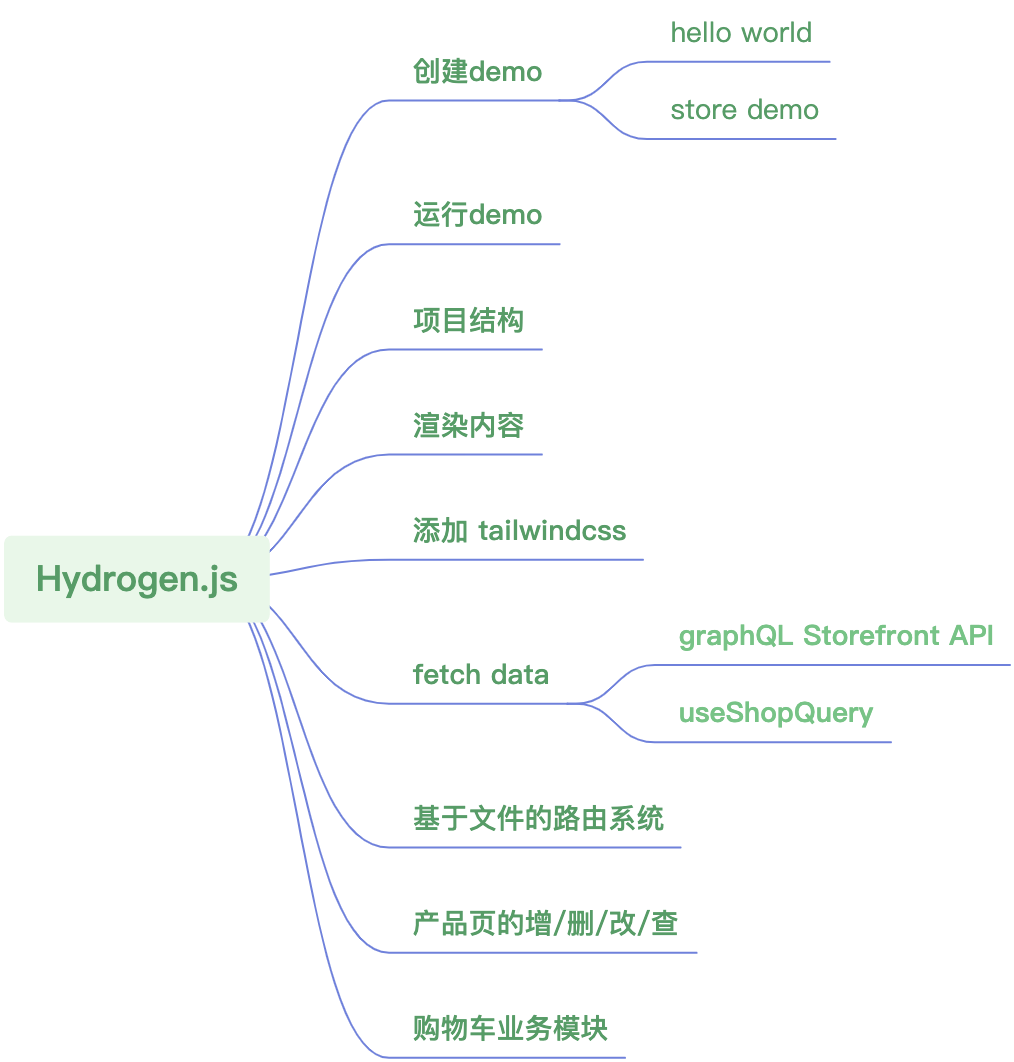 Hydrogen.js
创建demo
hello world
store demo
运行demo
项目结构
渲染内容
添加 tailwindcss
fetch data
graphQL Storefront API
useShopQuery
基于文件的路由系统
产品页的增/删/改/查
购物车业务模块